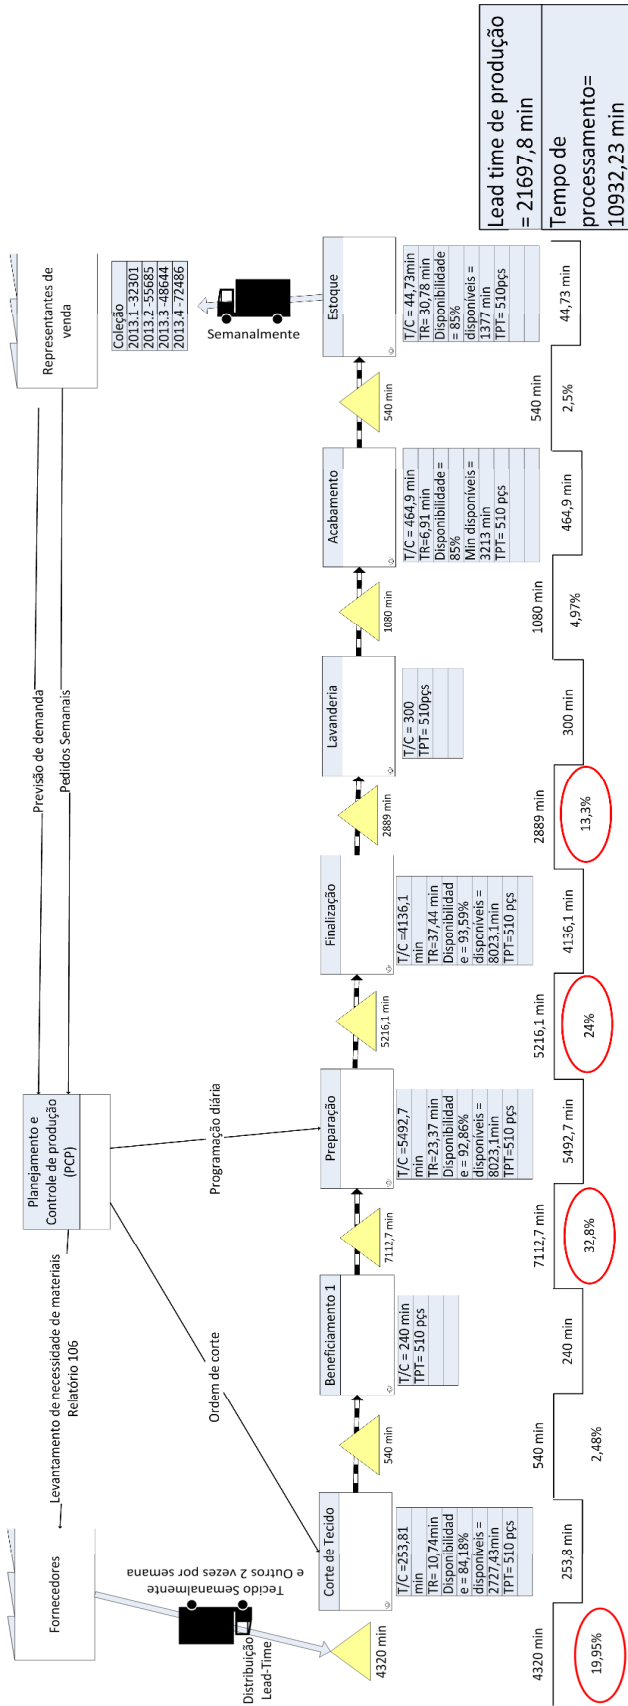 Fornecedores
Levantamento de necessidade de materiais
Relatório 106
Planejamento e
Controle de produção
(PCP)
Previsão de demanda
Pedidos Semanais
Representantes de
venda
Coleção
2013.1 -32301
2013.2 -55685
2013.3 -48644
2013.4 -72486
Semanalmente
Tecido Semanalmente
e Outros 2 vezes por semana
Distribuição
Lead-Time
Ordem de corte
Programação diária
4320 min
Corte de Tecido
T/C = 253,81
min
TR= 10,74min
Disponibilidad
e = 84,18%
disponíveis =
2727,43min
TPT= 510 pçs
540 min
Beneficiamento 1
T/C = 240 min
TPT= 510 pçs
7112,7 min
Preparação
T/C =5492,7
min
TR=23,37 min
Disponibilidad
e = 92,86%
disponíveis =
8023,1min
TPT=510 pçs
5216,1 min
Finalização
T/C =4136,1
min
TR=37,44 min
Disponibilidad
e = 93,59%
disponíveis =
8023,1min
TPT=510 pçs
2889 min
Lavanderia
T/C = 300
TPT= 510pçs
1080 min
Acabamento
T/C = 464,9 min
TR=6,91 min
Disponibilidade =
85%
Min disponíveis =
3213 min
TPT= 510 pçs
540 min
Estoque
T/C = 44,73min
TR= 30,78 min
Disponibilidade
= 85%
disponíveis =
1377 min
TPT= 510pçs
4320 min
253,8 min
540 min
240 min
7112,7 min
5492,7 min
5216,1 min
4136,1 min
2889 min
300 min
1080 min
464,9 min
540 min
44,73 min
19,95%
2,48%
32,8%
24%
13,3%
4,97%
2,5%
Lead time de produção
= 21697,8 min
Tempo de
processamento=
10932,23 min